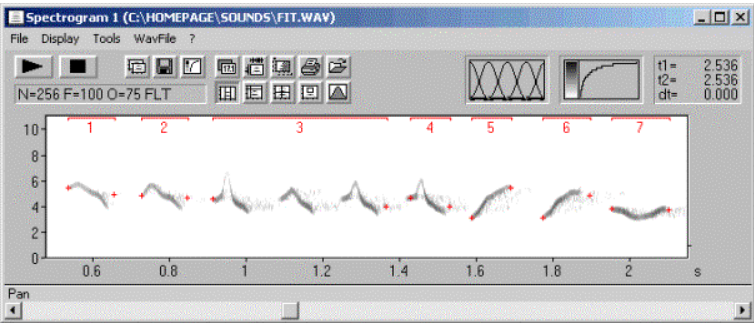 Spectrogram 1 (C:\HOMEPAGE\SOUNDS\FIT.WAV)
File Display Tools WavFile ?
t1= 2.536
t2= 2.536
dt= 0.000
N=256 F=100 O=75 FLT
1 2 3 4 5 6 7
10
8
6
4
2
0
0.6 0.8 1 1.2 1.4 1.6 1.8 2 s
Pan